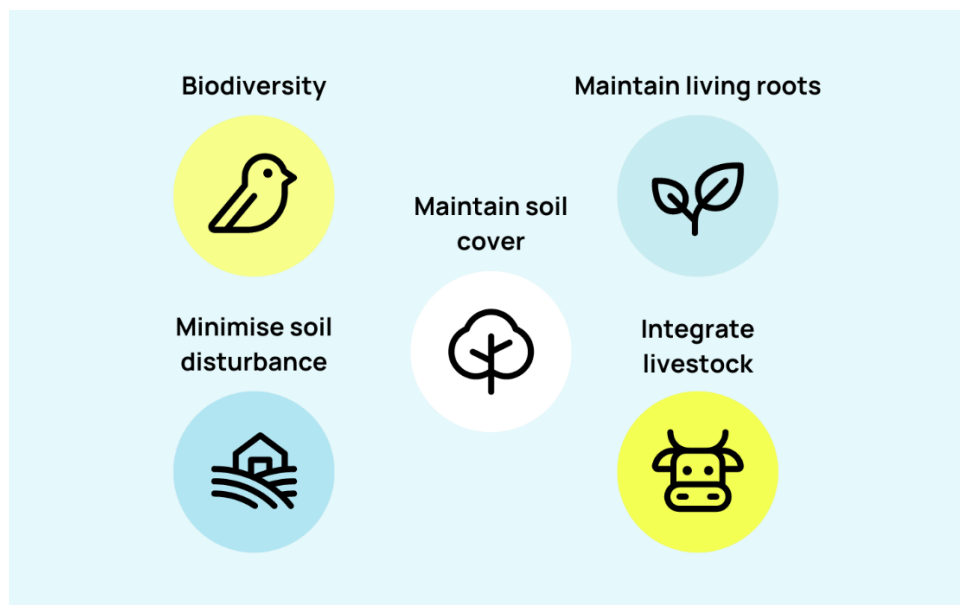 Biodiversity
Maintain living roots
Maintain soil
cover
Minimise soil
disturbance
Integrate
livestock